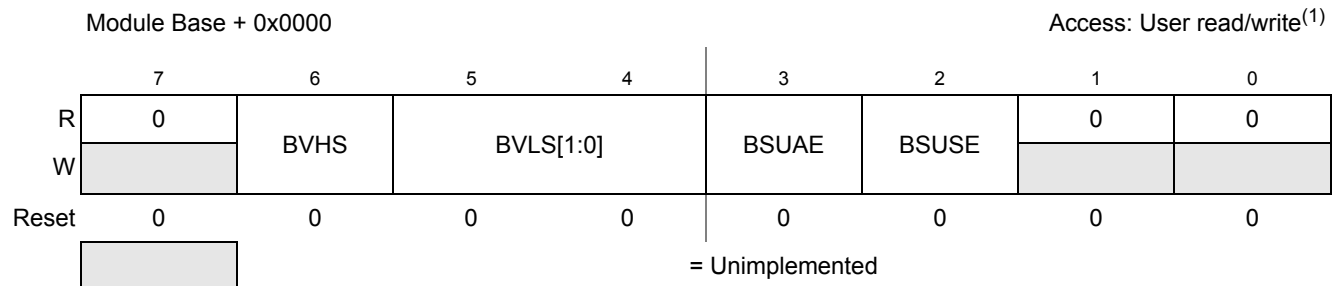 Module Base + 0x0000 Access: User read/write(1)
7 6 5 4 3 2 1 0
R 0 BVHS BVLS[1:0] BSUAE BSUSE 0 0
W
Reset 0 0 0 0 0 0 0 0
= Unimplemented